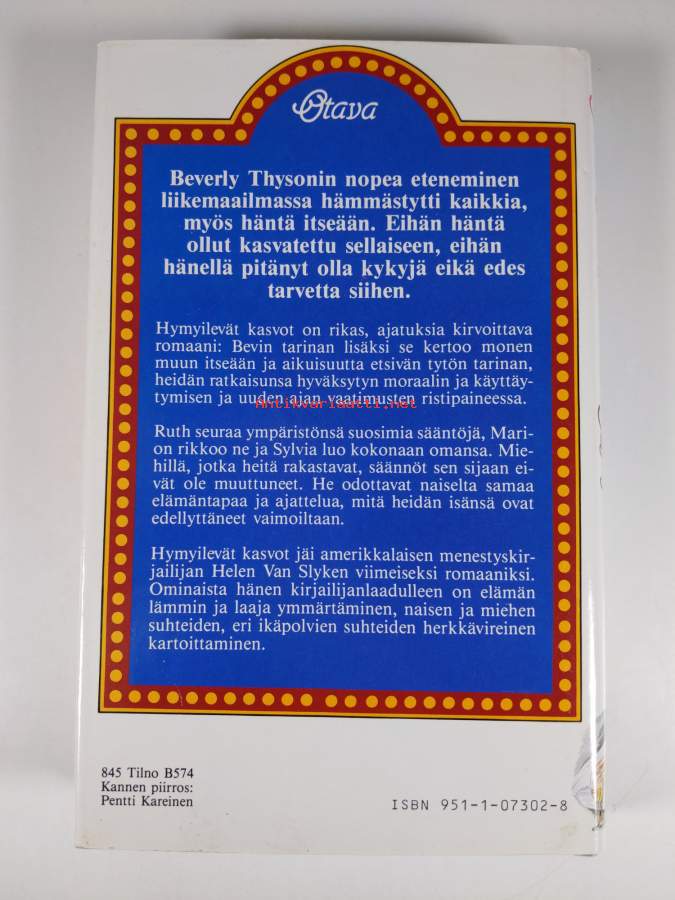 Otava
Beverly Thysonin nopea eteneminen
liikemaailmassa hämmästytti kaikkia,
myös häntä itseään. Eihän häntä
ollut kasvatettu sellaiseen, eihän
hänellä pitänyt olla kykyjä eikä edes
tarvetta siihen.
Hymyilevät kasvot on rikas, ajatuksia kirvoittava
romaani: Bevin tarinan lisäksi se kertoo monen
muun itseään ja aikuisuutta etsivän tytön tarinan,
heidän ratkaisunsa hyväksytyn moraalin ja käyttäy-
tymisen ja uuden ajan vaatimusten ristipaineessa.
Antikvariaatti.net
Ruth seuraa ympäristönsä suosimia sääntöjä, Mari-
on rikkoo ne ja Sylvia luo kokonaan omansa. Mie-
hillä, jotka heitä rakastavat, säännöt sen sijaan ei-
vät ole muuttuneet. He odottavat naiselta samaa
elämäntapaa ja ajattelua, mitä heidän isänsä ovat
edellyttäneet vaimoiltaan.
Hymyilevät kasvot jäi amerikkalaisen menestyskir-
jailijan Helen Van Slyken viimeiseksi romaaniksi.
Ominaista hänen kirjailijanlaadulleen on elämän
lämmin ja laaja ymmärtäminen, naisen ja miehen
suhteiden, eri ikäpolvien suhteiden herkkävireinen
kartoittaminen.
845 Tilno B574
Kannen piirros:
Pentti Kareinen
ISBN 951-1-07302-8